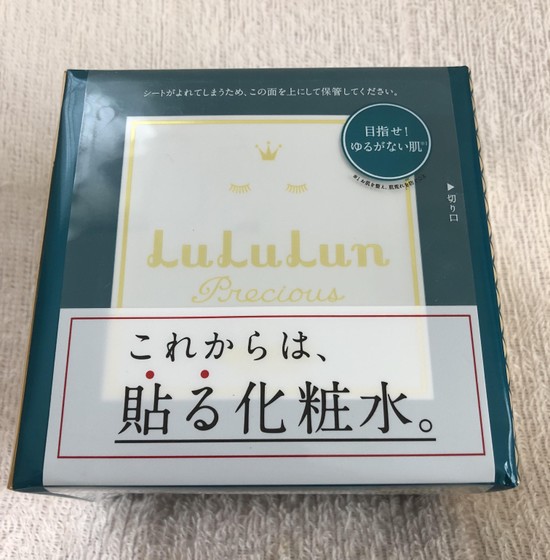 シートがよれてしまうため、この面を上にして保管してください。
目指せ!
ゆるがない肌
▶切り口
LuLuLun
Precious
これからは、
貼る化粧水。